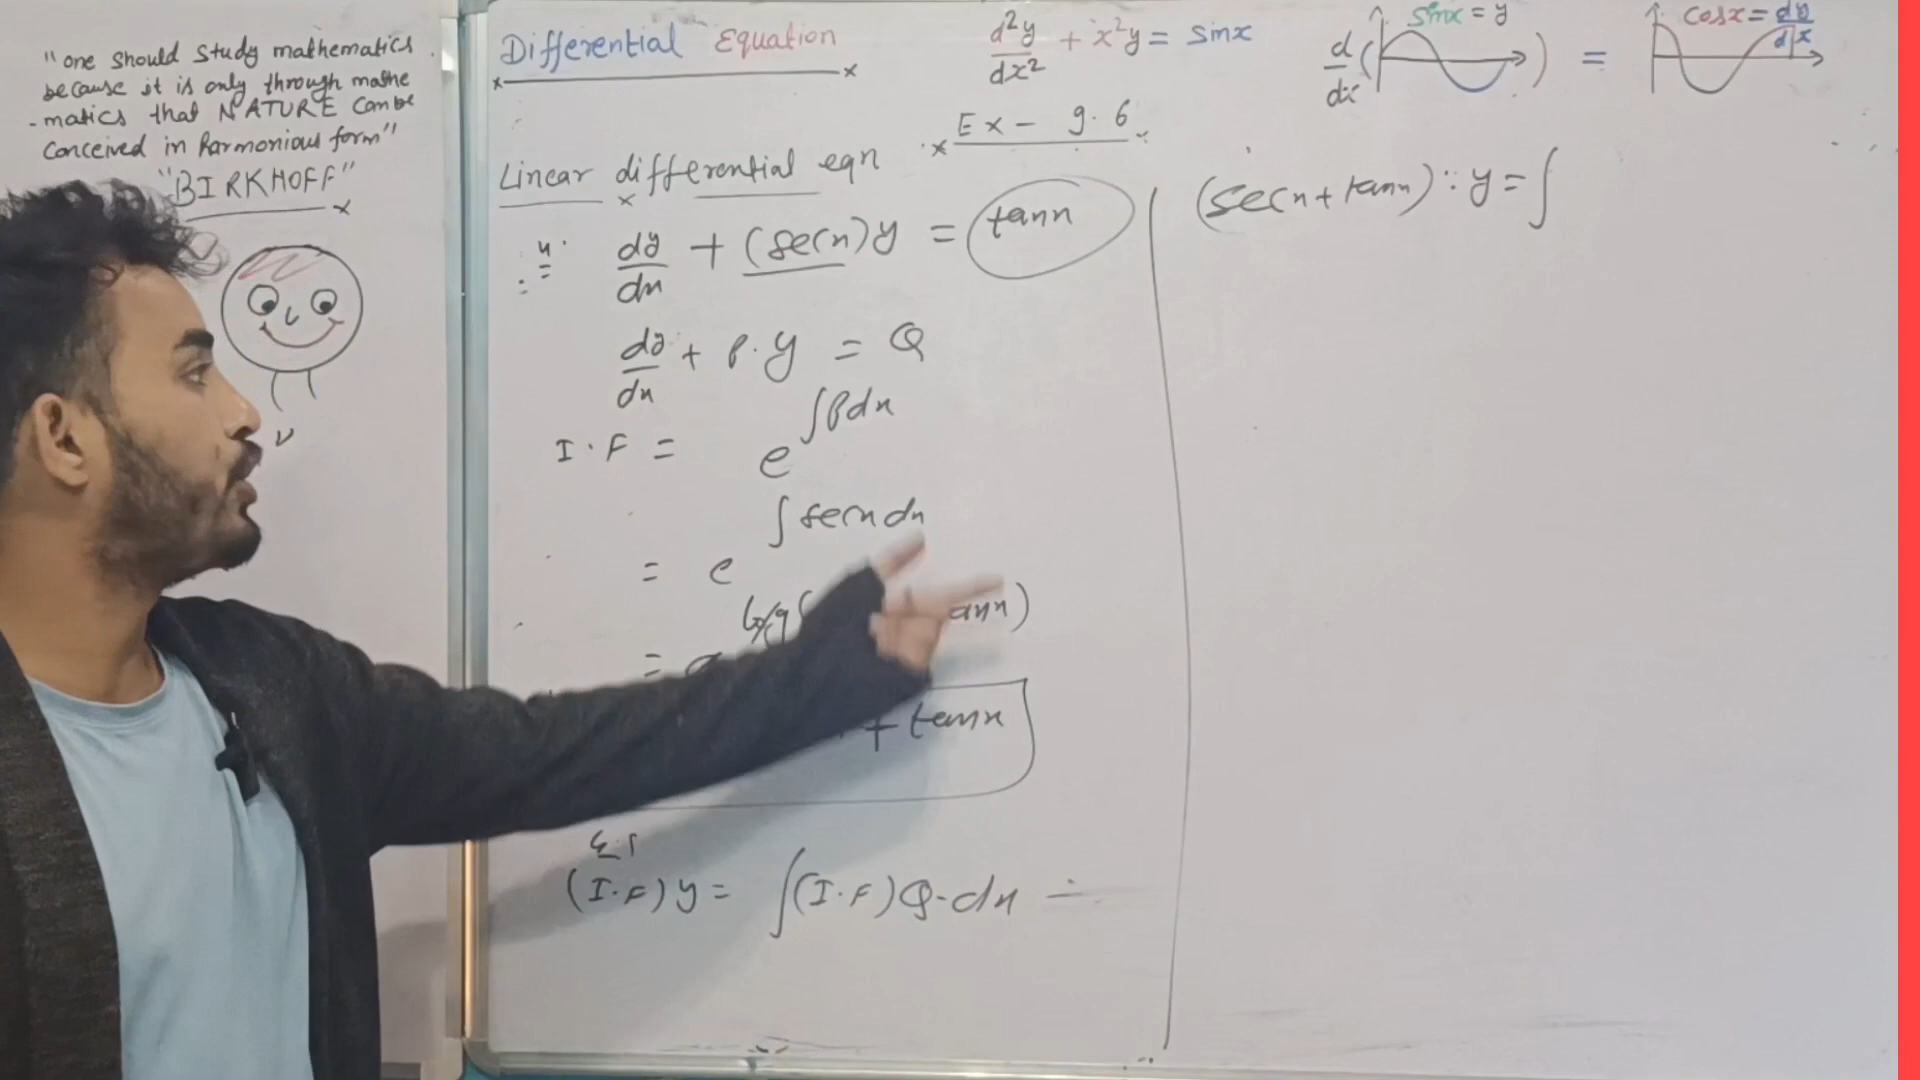 "one should study mathematics
because it is only through mathe
-matics that NATURE can be
conceived in harmonious form"
"BIRKHOFF"
Differential Equation
d²y/dx² + x²y = sinx
d/dx ( sinx = y ) = cosx = dy/dx
Ex - 9.6
Linear differential eqn
4. dy/dx + (secx)y = tanx
dy/dx + P.y = Q
I.F = e^∫Pdx
= e^∫secxdx
= e^log( tanx)
+ tanx
(I.F)y = ∫(I.F)Q.dx
(secx + tanx).y = ∫